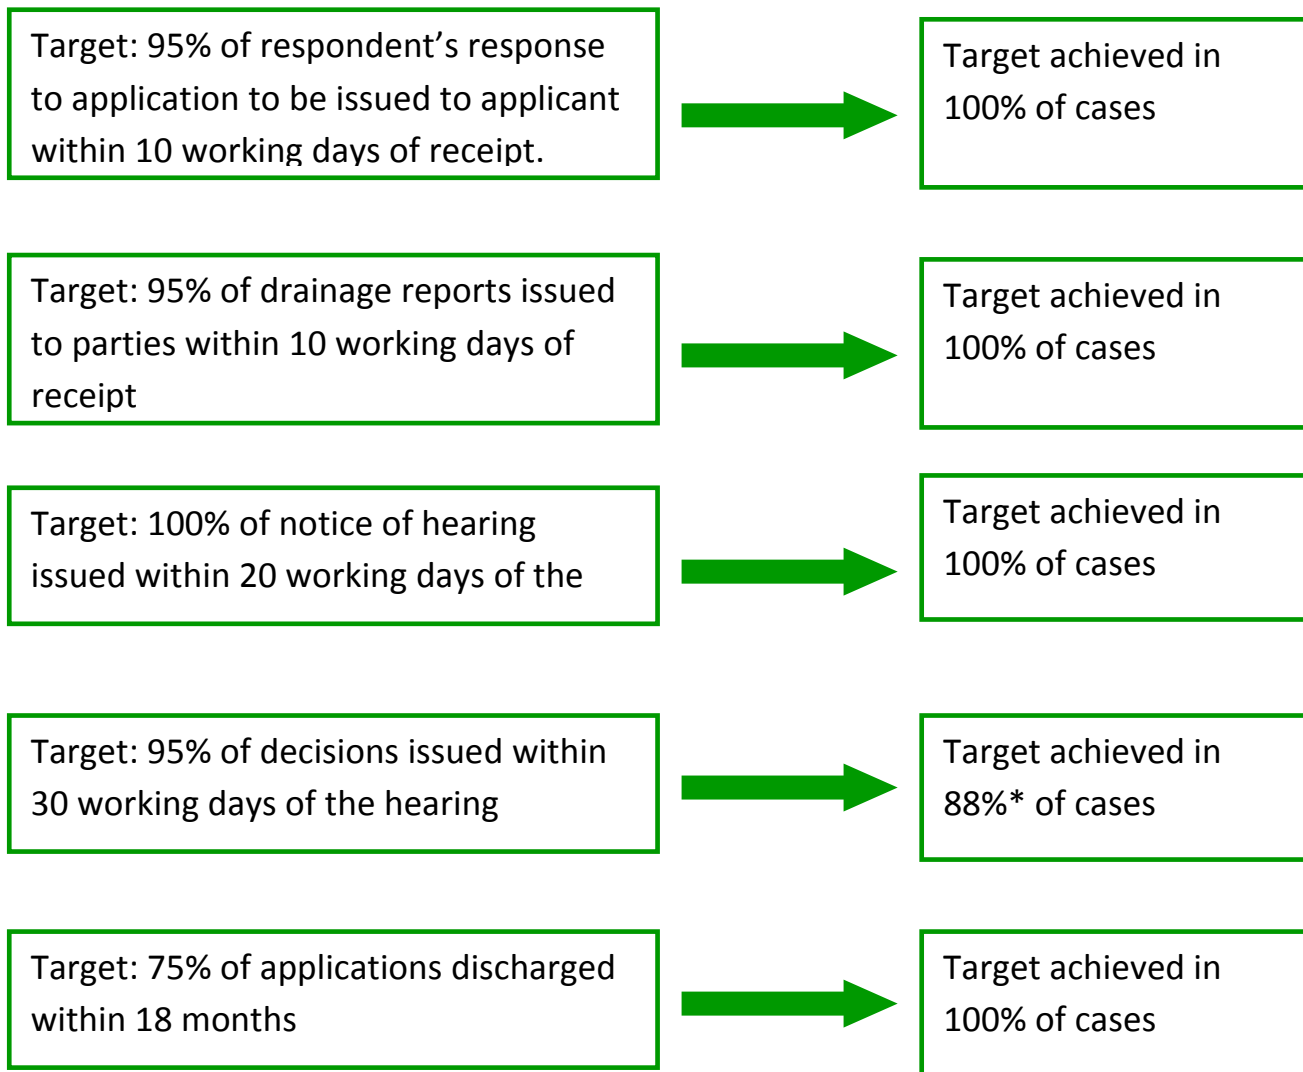 Target: 95% of respondent’s response
to application to be issued to applicant
within 10 working days of receipt.
Target achieved in
100% of cases
Target: 95% of drainage reports issued
to parties within 10 working days of
receipt
Target achieved in
100% of cases
Target: 100% of notice of hearing
issued within 20 working days of the
Target achieved in
100% of cases
Target: 95% of decisions issued within
30 working days of the hearing
Target achieved in
88%* of cases
Target: 75% of applications discharged
within 18 months
Target achieved in
100% of cases